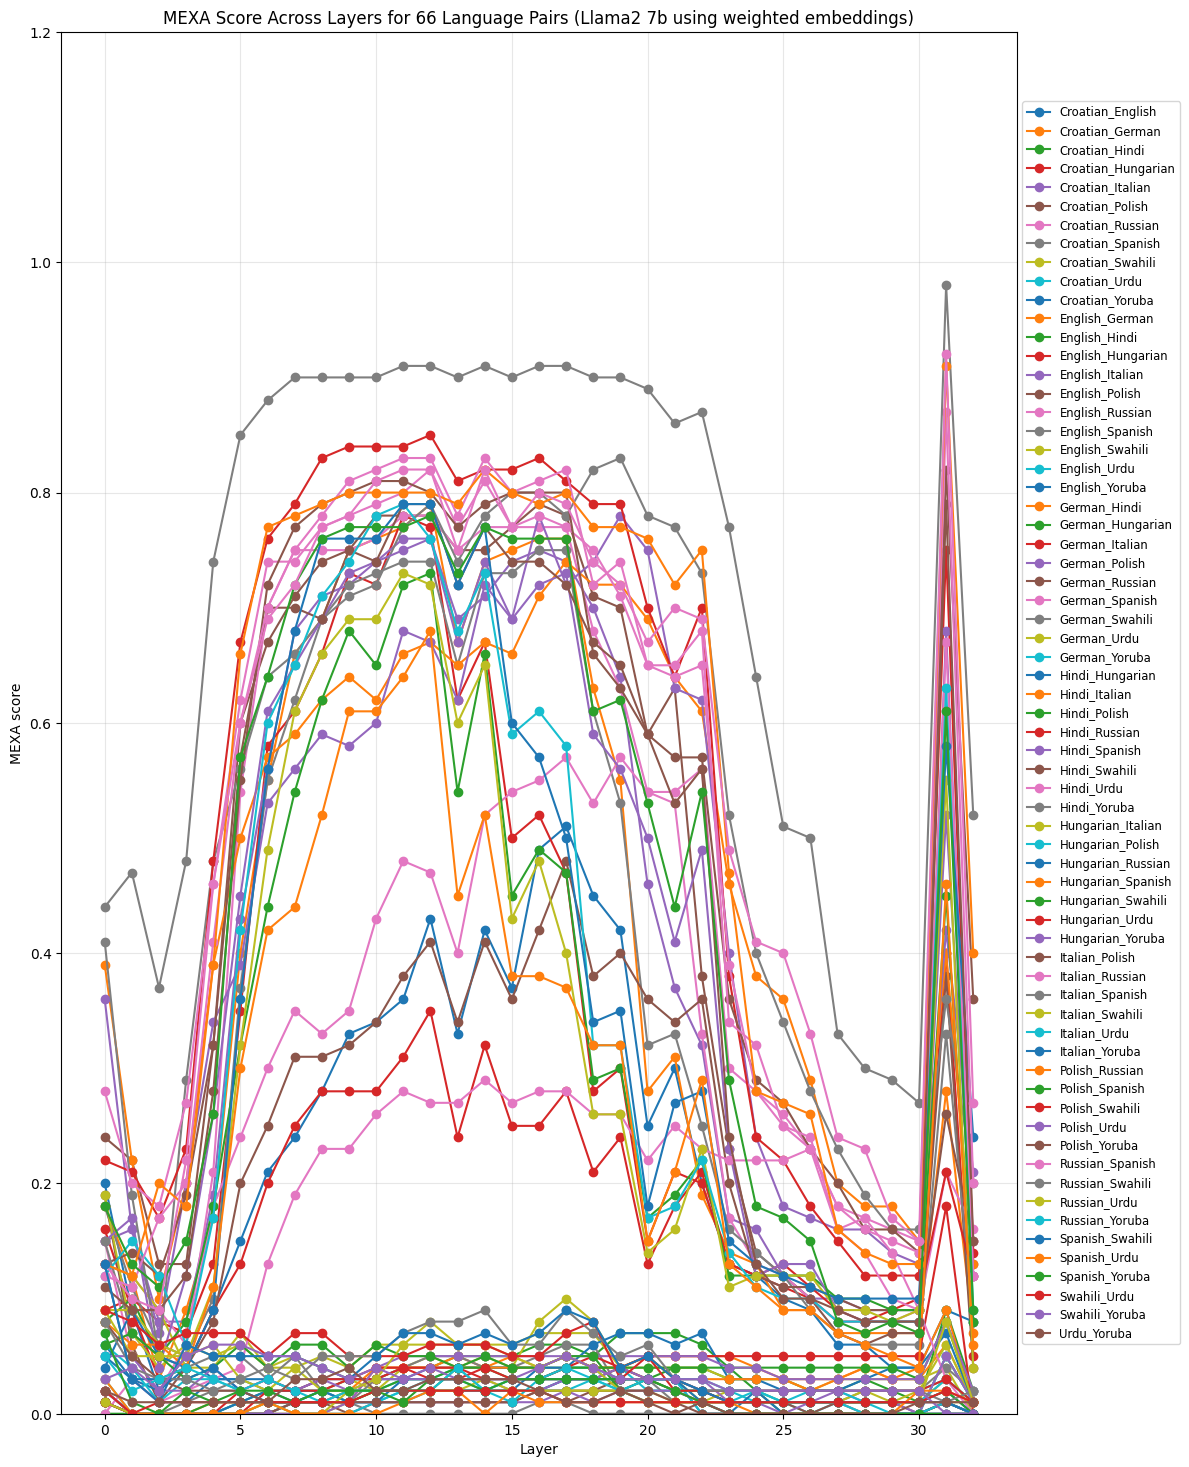 MEXA Score Across Layers for 66 Language Pairs (Llama2 7b using weighted embeddings)
1.2
1.0
0.8
0.6
0.4
0.2
0.0
MEXA score
0
5
10
15
20
25
30
Layer
Croatian_English
Croatian_German
Croatian_Hindi
Croatian_Hungarian
Croatian_Italian
Croatian_Polish
Croatian_Russian
Croatian_Spanish
Croatian_Swahili
Croatian_Urdu
Croatian_Yoruba
English_German
English_Hindi
English_Hungarian
English_Italian
English_Polish
English_Russian
English_Spanish
English_Swahili
English_Urdu
English_Yoruba
German_Hindi
German_Hungarian
German_Italian
German_Polish
German_Russian
German_Spanish
German_Swahili
German_Urdu
German_Yoruba
Hindi_Hungarian
Hindi_Italian
Hindi_Polish
Hindi_Russian
Hindi_Spanish
Hindi_Swahili
Hindi_Urdu
Hindi_Yoruba
Hungarian_Italian
Hungarian_Polish
Hungarian_Russian
Hungarian_Spanish
Hungarian_Swahili
Hungarian_Urdu
Hungarian_Yoruba
Italian_Polish
Italian_Russian
Italian_Spanish
Italian_Swahili
Italian_Urdu
Italian_Yoruba
Polish_Russian
Polish_Spanish
Polish_Swahili
Polish_Urdu
Polish_Yoruba
Russian_Spanish
Russian_Swahili
Russian_Urdu
Russian_Yoruba
Spanish_Swahili
Spanish_Urdu
Spanish_Yoruba
Swahili_Urdu
Swahili_Yoruba
Urdu_Yoruba